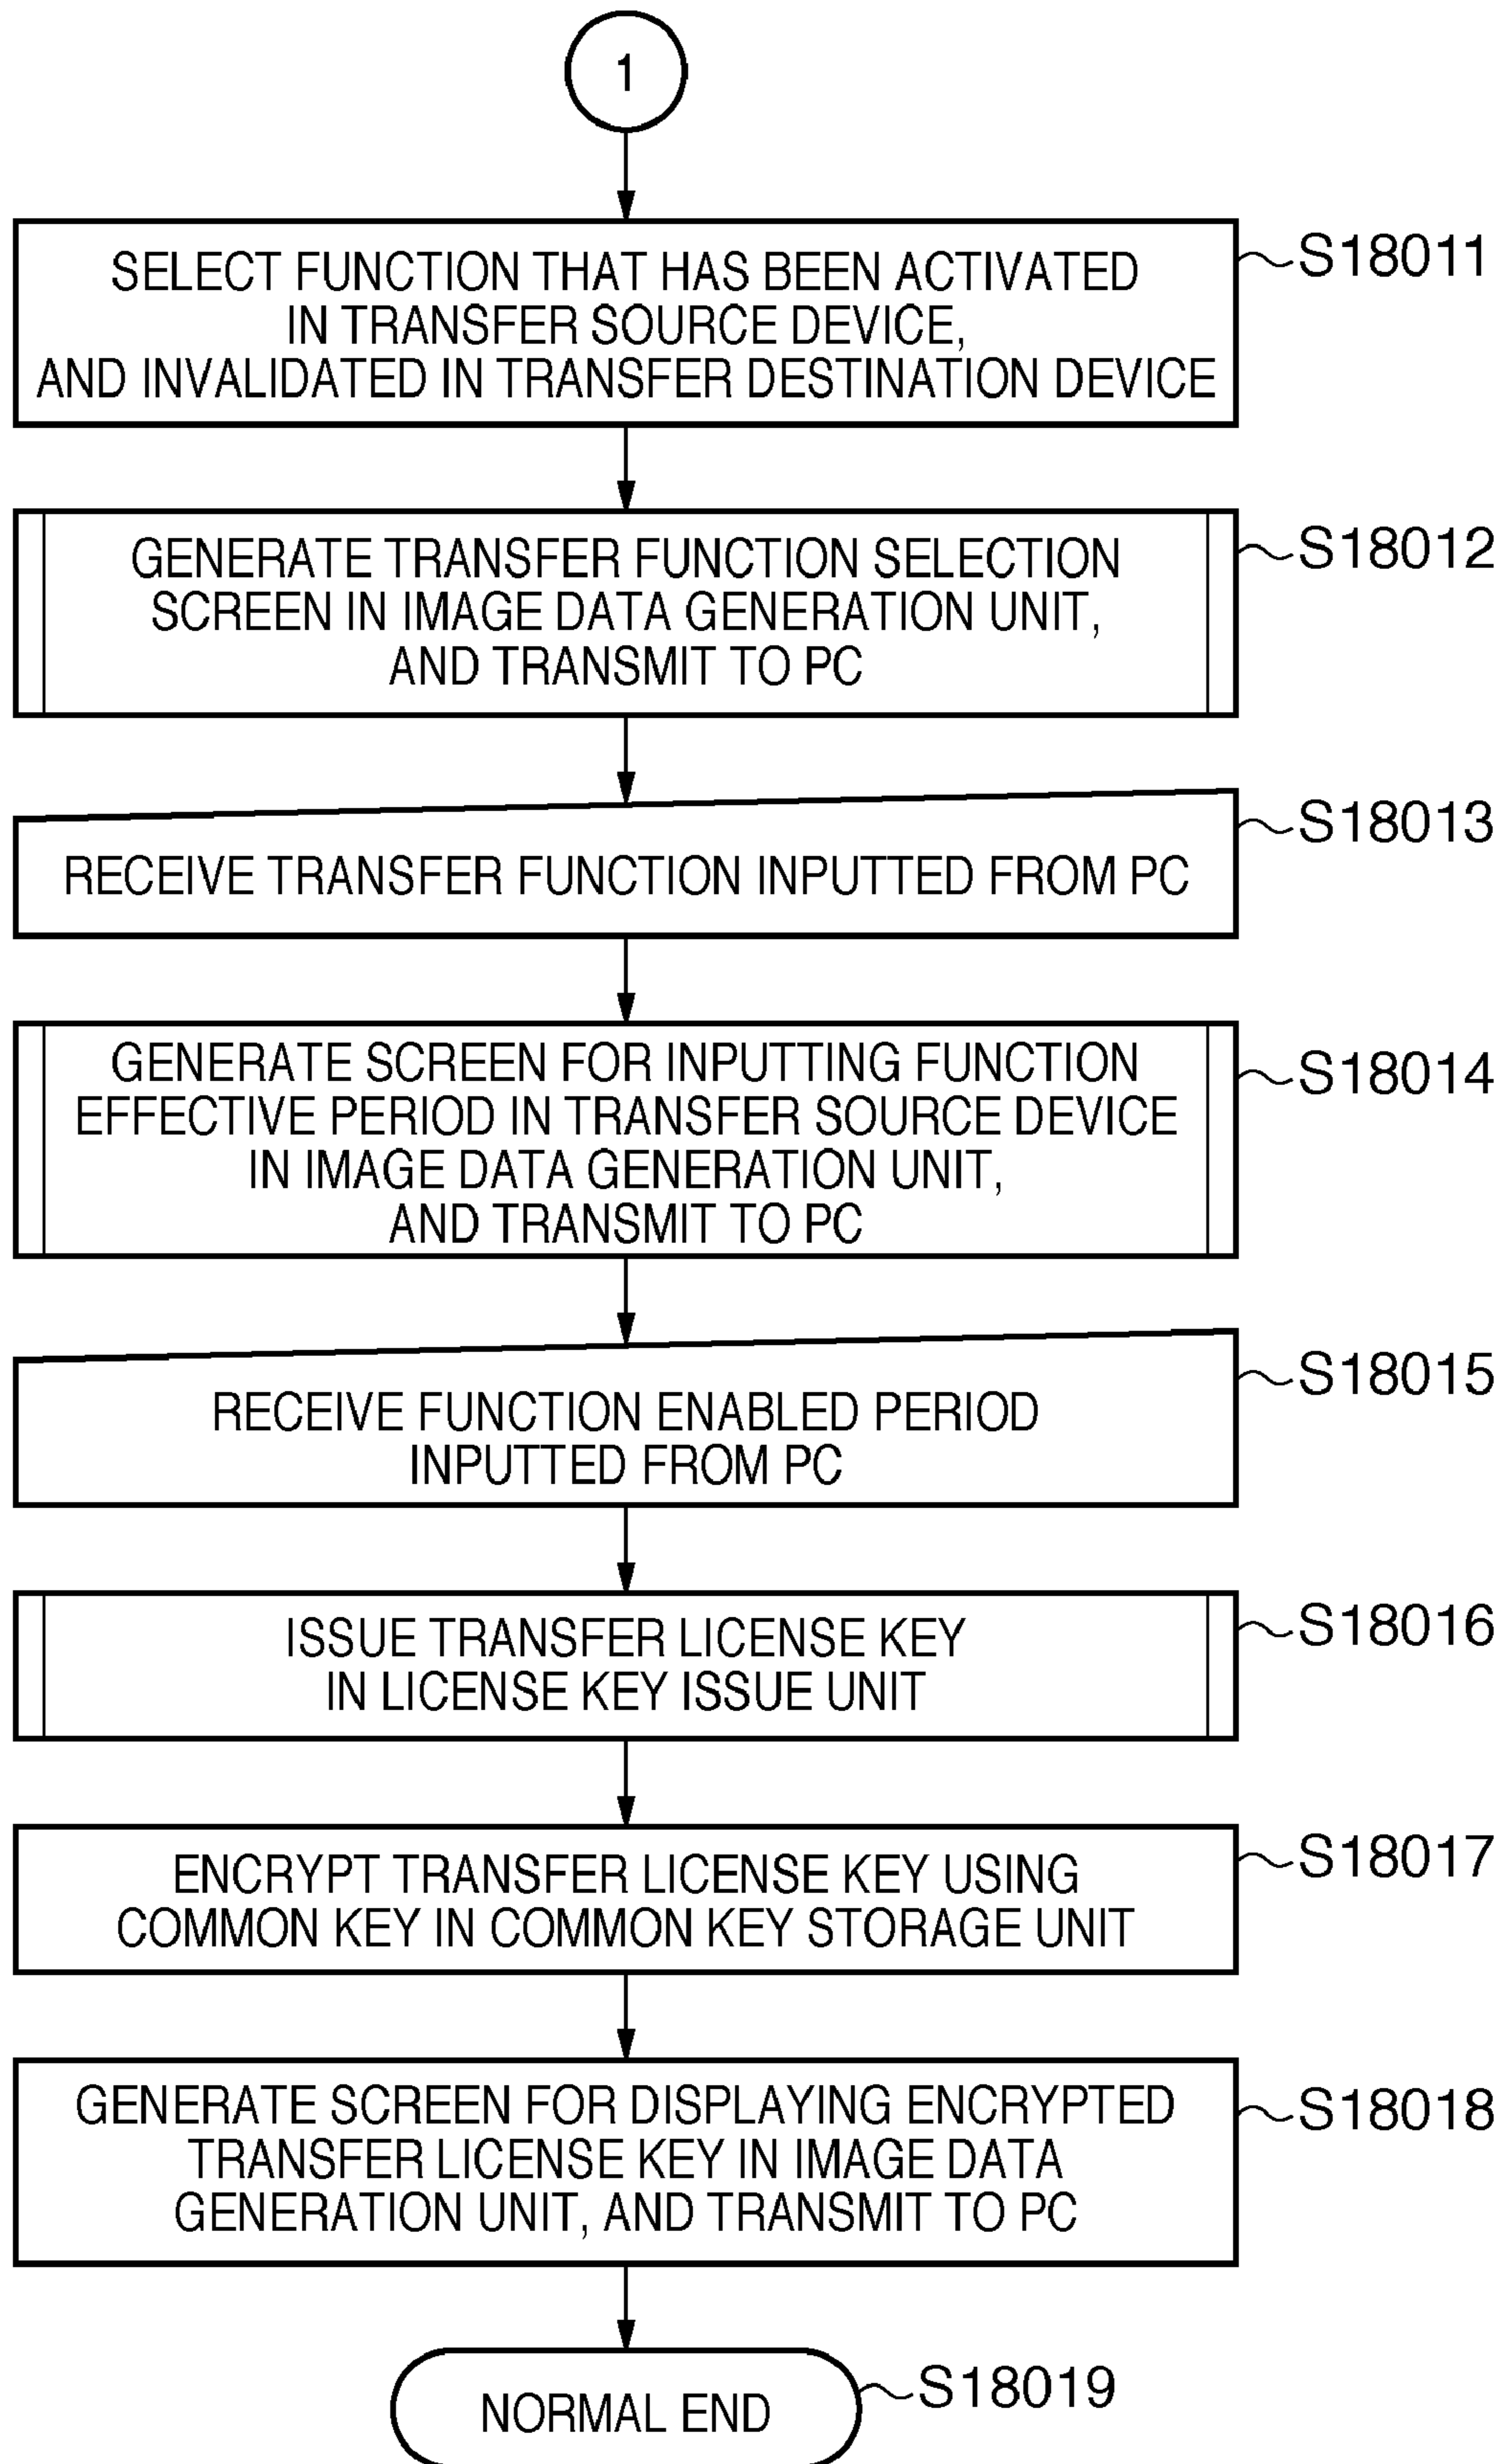 1
SELECT FUNCTION THAT HAS BEEN ACTIVATED
IN TRANSFER SOURCE DEVICE,
AND INVALIDATED IN TRANSFER DESTINATION DEVICE
S18011
GENERATE TRANSFER FUNCTION SELECTION
SCREEN IN IMAGE DATA GENERATION UNIT,
AND TRANSMIT TO PC
S18012
RECEIVE TRANSFER FUNCTION INPUTTED FROM PC
S18013
GENERATE SCREEN FOR INPUTTING FUNCTION
EFFECTIVE PERIOD IN TRANSFER SOURCE DEVICE
IN IMAGE DATA GENERATION UNIT,
AND TRANSMIT TO PC
S18014
RECEIVE FUNCTION ENABLED PERIOD
INPUTTED FROM PC
S18015
ISSUE TRANSFER LICENSE KEY
IN LICENSE KEY ISSUE UNIT
S18016
ENCRYPT TRANSFER LICENSE KEY USING
COMMON KEY IN COMMON KEY STORAGE UNIT
S18017
GENERATE SCREEN FOR DISPLAYING ENCRYPTED
TRANSFER LICENSE KEY IN IMAGE DATA
GENERATION UNIT, AND TRANSMIT TO PC
S18018
NORMAL END
S18019